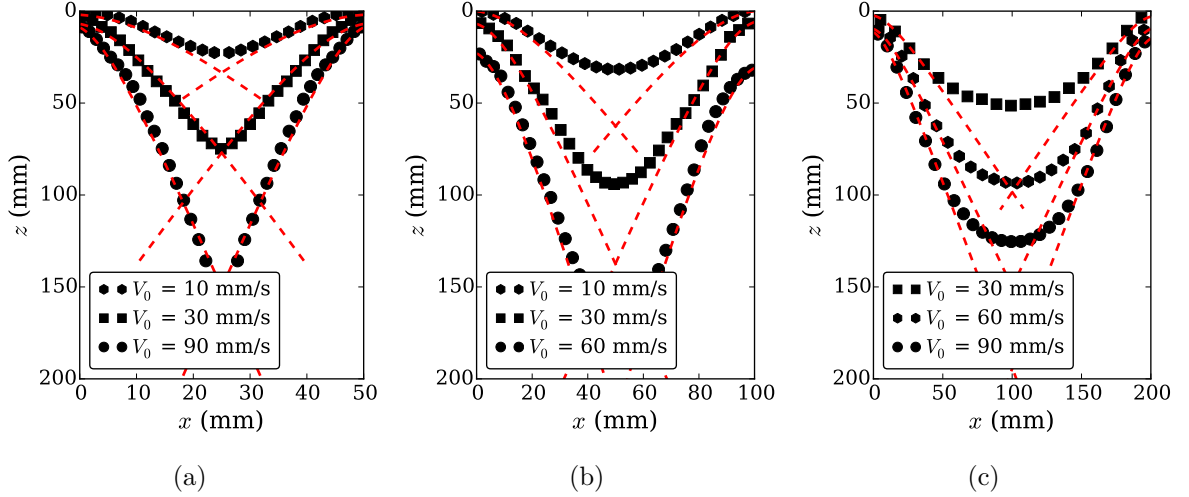 0
50
100
150
200
z (mm)
0 10 20 30 40 50
x (mm)
V0 = 10 mm/s
V0 = 30 mm/s
V0 = 90 mm/s
(a)
0
50
100
150
200
z (mm)
0 20 40 60 80 100
x (mm)
V0 = 10 mm/s
V0 = 30 mm/s
V0 = 60 mm/s
(b)
0
50
100
150
200
z (mm)
0 50 100 150 200
x (mm)
V0 = 30 mm/s
V0 = 60 mm/s
V0 = 90 mm/s
(c)